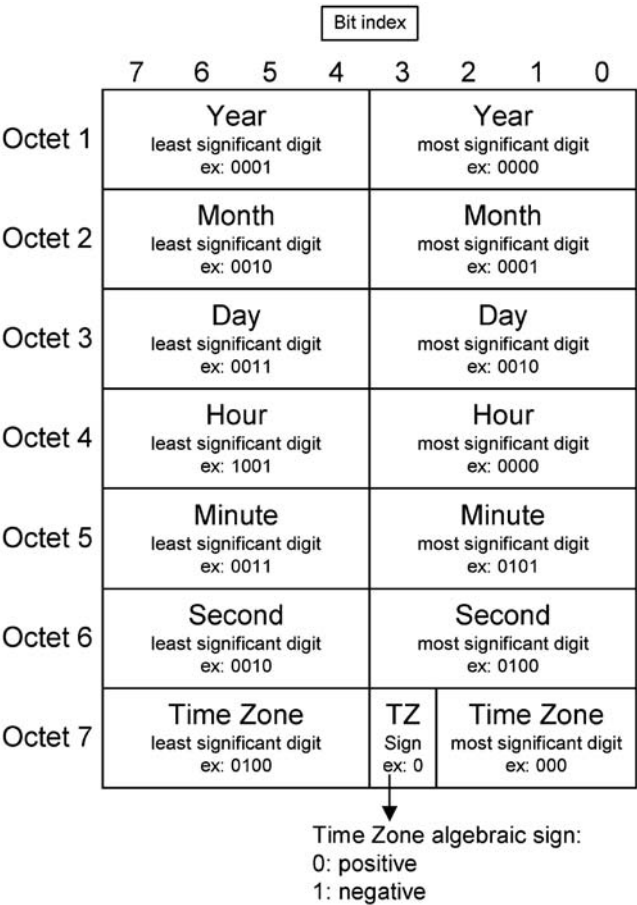 Bit index
7 6 5 4 3 2 1 0
Octet 1
Year
least significant digit
ex: 0001
Year
most significant digit
ex: 0000
Octet 2
Month
least significant digit
ex: 0010
Month
most significant digit
ex: 0001
Octet 3
Day
least significant digit
ex: 0011
Day
most significant digit
ex: 0010
Octet 4
Hour
least significant digit
ex: 1001
Hour
most significant digit
ex: 0000
Octet 5
Minute
least significant digit
ex: 0011
Minute
most significant digit
ex: 0101
Octet 6
Second
least significant digit
ex: 0010
Second
most significant digit
ex: 0100
Octet 7
Time Zone
least significant digit
ex: 0100
TZ
Sign
ex: 0
Time Zone
most significant digit
ex: 000
Time Zone algebraic sign:
0: positive
1: negative